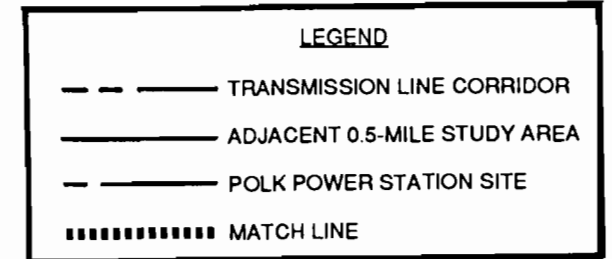 LEGEND
TRANSMISSION LINE CORRIDOR
ADJACENT 0.5-MILE STUDY AREA
POLK POWER STATION SITE
MATCH LINE